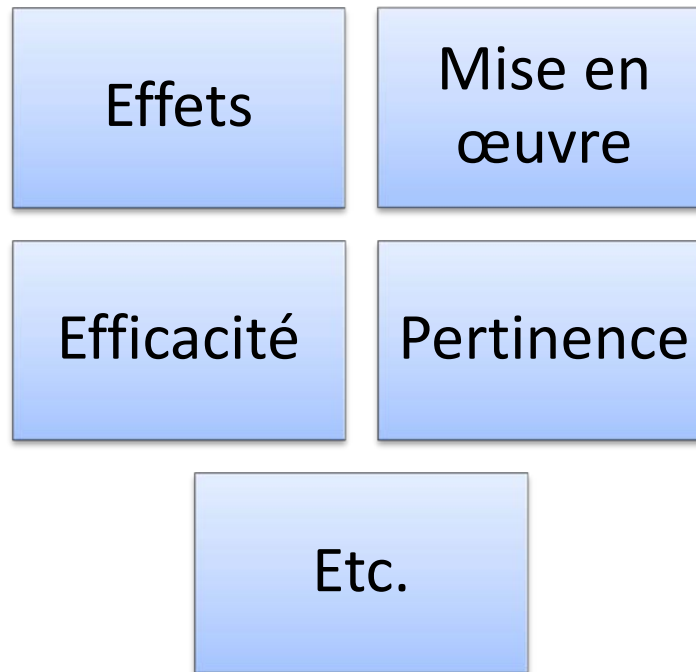 Effets
Mise en
œuvre
Efficacité
Pertinence
Etc.